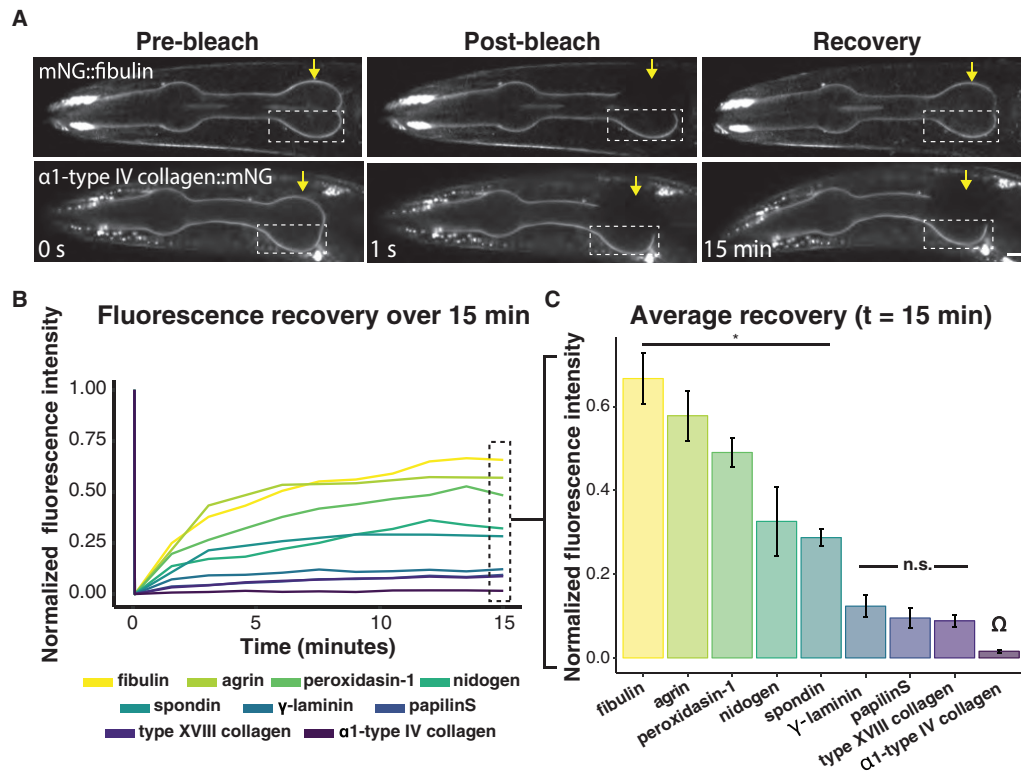 A
Pre-bleach
Post-bleach
Recovery
mNG::fibulin
α1-type IV collagen::mNG
0 s
1 s
15 min
B
Fluorescence recovery over 15 min
Normalized fluorescence intensity
1.00
0.75
0.50
0.25
0.00
0
5
10
15
Time (minutes)
fibulin
agrin
peroxidasin-1
nidogen
spondin
γ-laminin
papilinS
type XVIII collagen
α1-type IV collagen
C
Average recovery (t = 15 min)
Normalized fluorescence intensity
0.6
0.4
0.2
0.0
*
n.s.
Ω
fibulin
agrin
peroxidasin-1
nidogen
spondin
γ-laminin
papilinS
type XVIII collagen
α1-type IV collagen